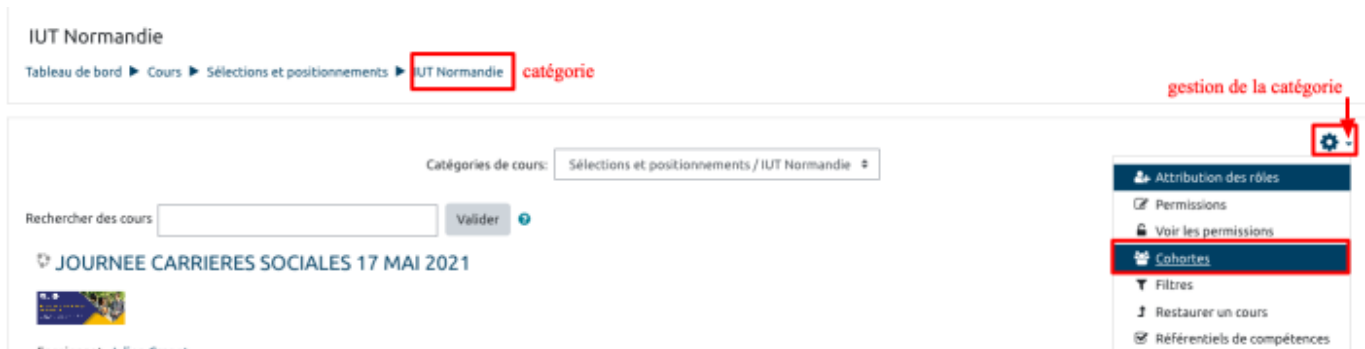 IUT Normandie
Tableau de bord ▶ Cours ▶ Sélections et positionnements ▶ IUT Normandie catégorie
gestion de la catégorie
Catégories de cours: Sélections et positionnements / IUT Normandie
Attribution des rôles
Rechercher des cours Valider
Permissions
Voir les permissions
JOURNEE CARRIERES SOCIALES 17 MAI 2021
Cohortes
Filtres
Restaurer un cours
Référentiels de compétences